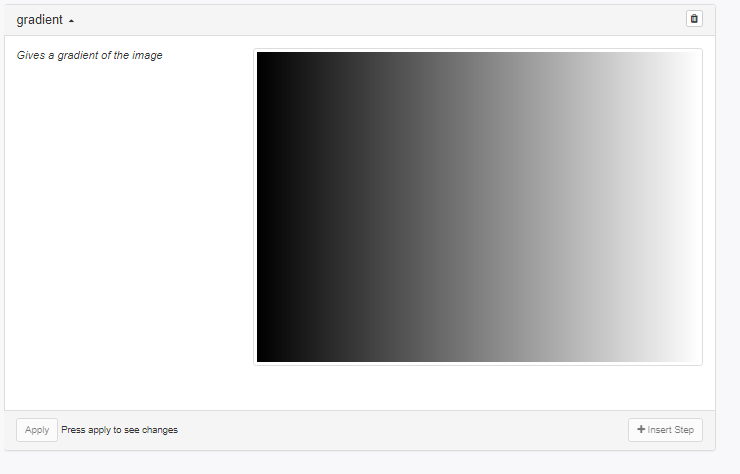 gradient
Gives a gradient of the image
Apply
Press apply to see changes
Insert Step